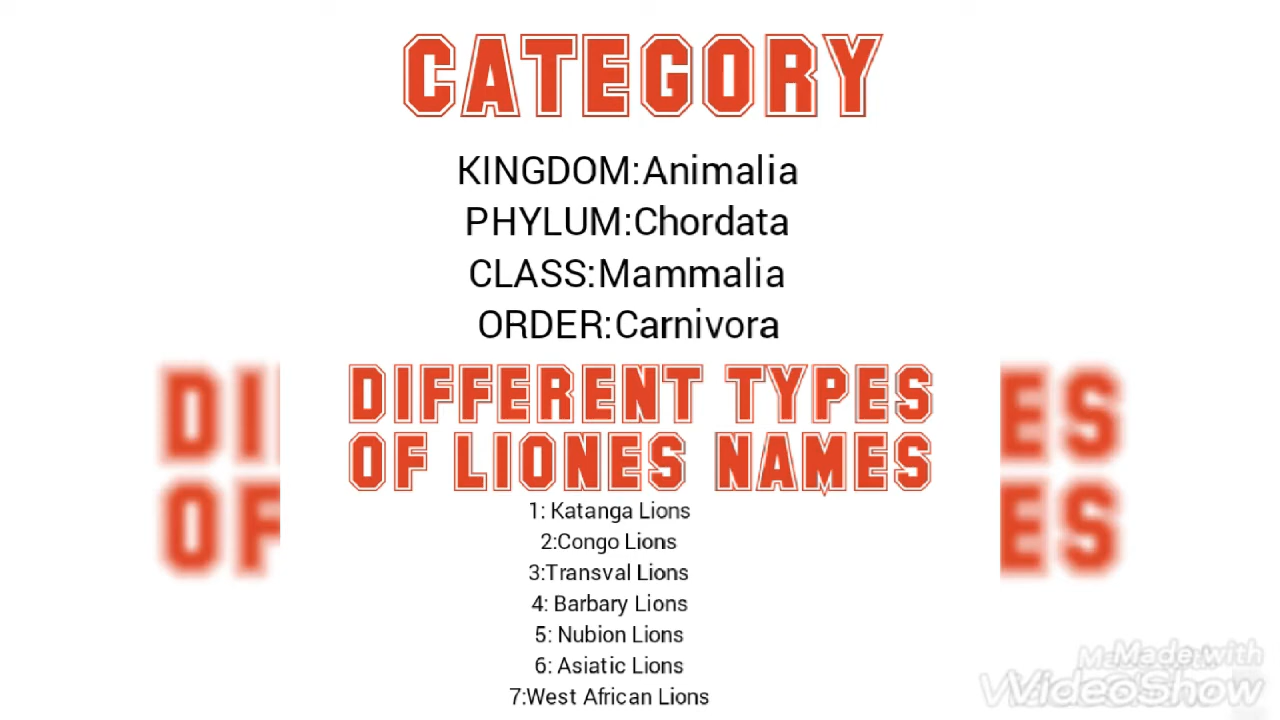 CATEGORY
KINGDOM:Animalia
PHYLUM:Chordata
CLASS:Mammalia
ORDER:Carnivora
DIFFERENT TYPES
OF LIONES NAMES
1: Katanga Lions
2:Congo Lions
3:Transval Lions
4: Barbary Lions
5: Nubion Lions
6: Asiatic Lions
7:West African Lions
Made with
VideoShow